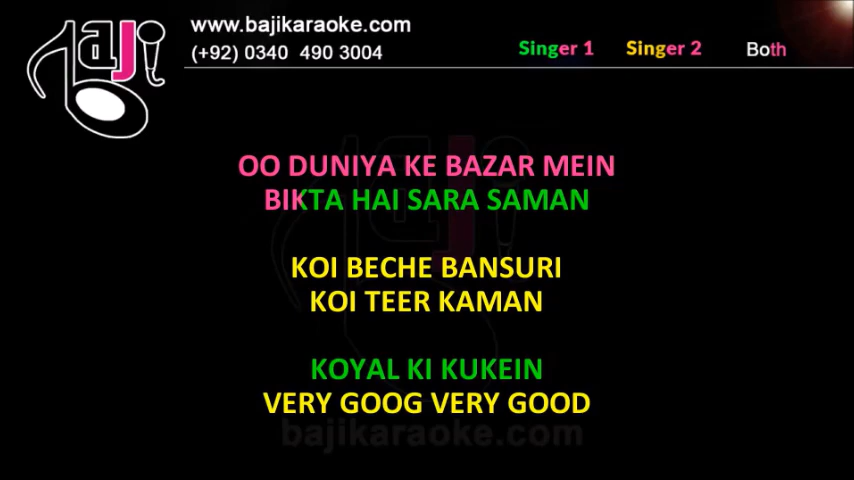 www.bajikaraoke.com
(+92) 0340 490 3004
Singer 1 Singer 2 Both
baji
OO DUNIYA KE BAZAR MEIN
BIKTA HAI SARA SAMAN
KOI BECHE BANSURI
KOI TEER KAMAN
KOYAL KI KUKEIN
VERY GOOG VERY GOOD
bajikaraoke.com